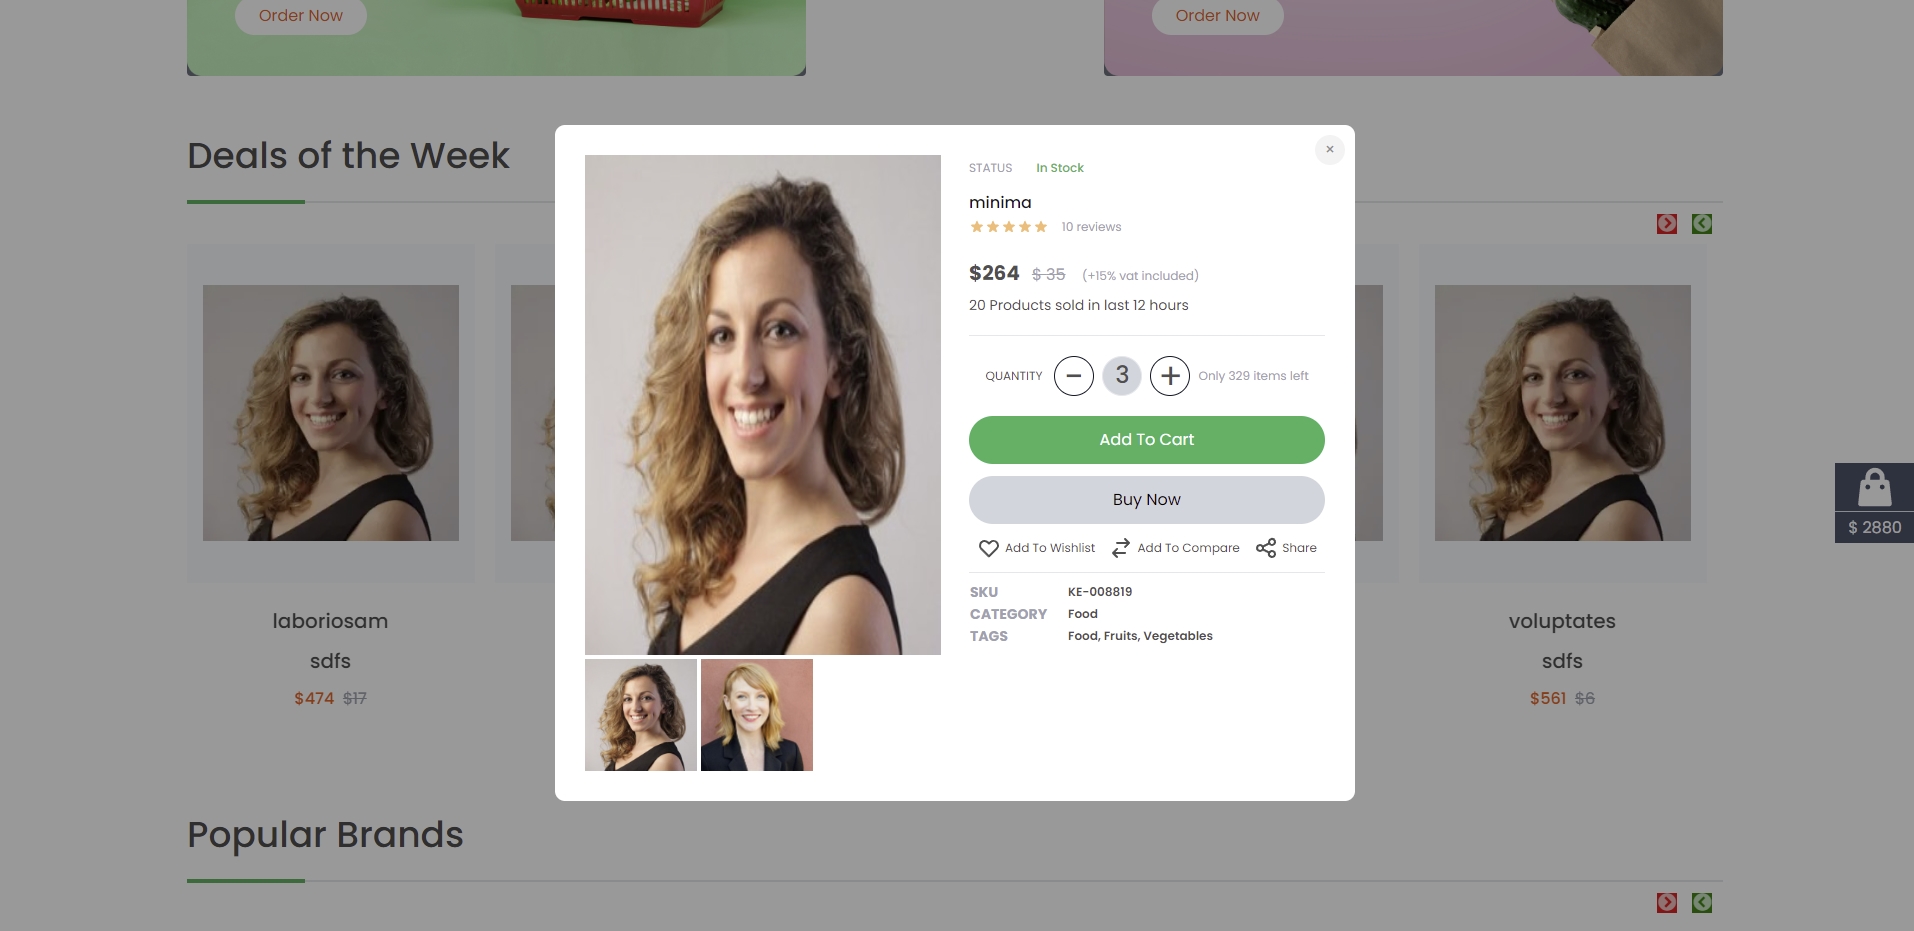 Order Now
Order Now
Deals of the Week
×
STATUS In Stock
minima
10 reviews
$264 $ 35 (+15% vat included)
20 Products sold in last 12 hours
QUANTITY − 3 + Only 329 items left
Add To Cart
Buy Now
Add To Wishlist Add To Compare Share
SKU KE-008819
CATEGORY Food
TAGS Food, Fruits, Vegetables
$ 2880
laboriosam
sdfs
$474 $17
voluptates
sdfs
$561 $6
Popular Brands